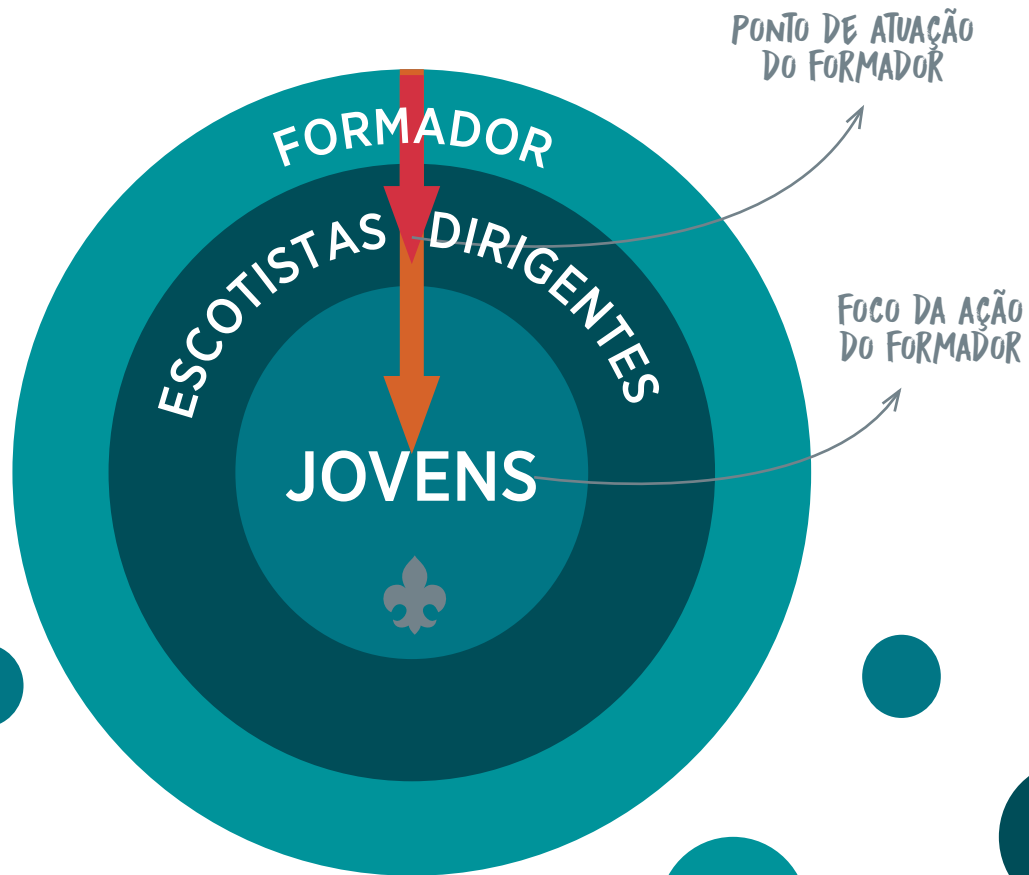 PONTO DE ATUAÇÃO
DO FORMADOR
FORMADOR
ESCOTISTAS DIRIGENTES
FOCO DA AÇÃO
DO FORMADOR
JOVENS